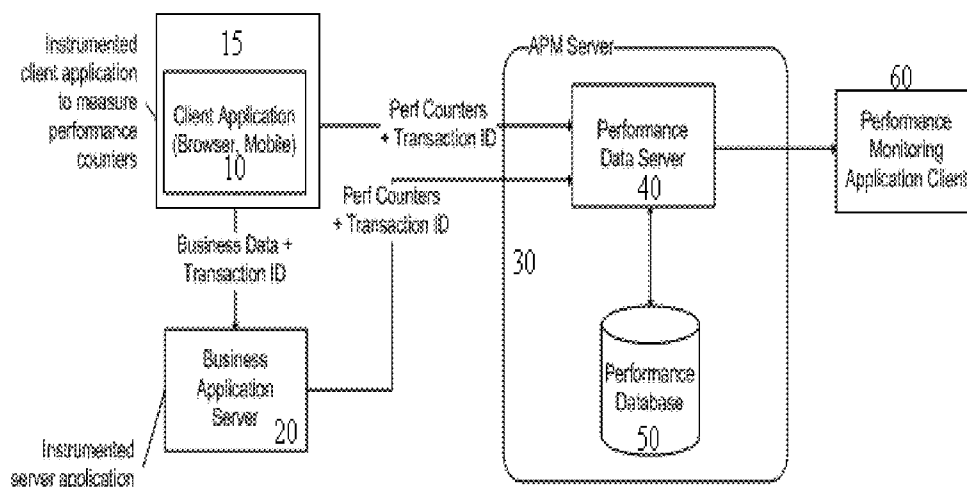 Instrumented
client application
to measure
performance
counters
15
Client Application
(Browser, Mobile)
10
Perf Counters
+ Transaction ID
Perf Counters
+ Transaction ID
Business Data +
Transaction ID
Business
Application
Server
20
Instrumented
server application
APM Server
Performance
Data Server
40
30
Performance
Database
50
60
Performance
Monitoring
Application Client